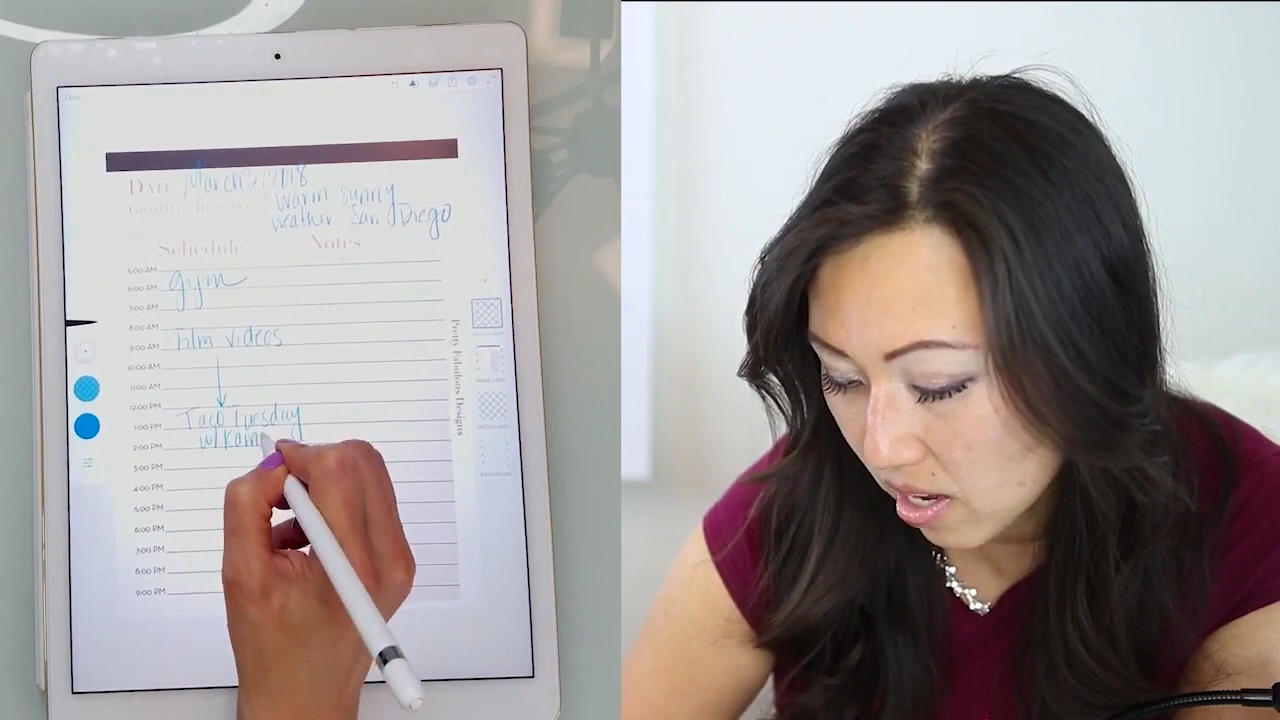 DATE March 2018
warm sunny
weather San Diego
Schedule Notes
5:00 AM
6:00 AM gym
7:00 AM
8:00 AM
9:00 AM Film videos
10:00 AM
11:00 AM
12:00 PM
1:00 PM Taco Tuesday
2:00 PM w/ Kam
3:00 PM
4:00 PM
5:00 PM
6:00 PM
7:00 PM
8:00 PM
9:00 PM
Pretty Fabulous Designs